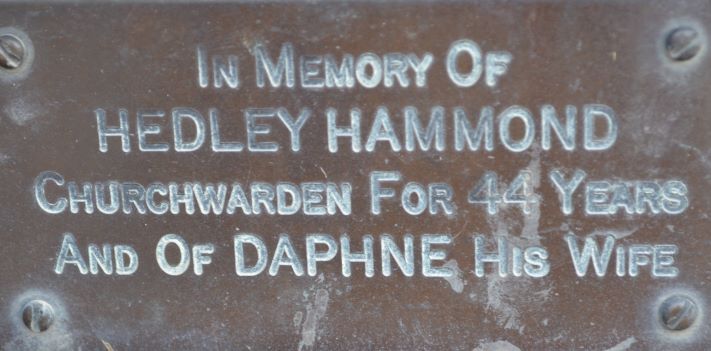 In Memory Of
HEDLEY HAMMOND
Churchwarden For 44 Years
And Of DAPHNE His Wife